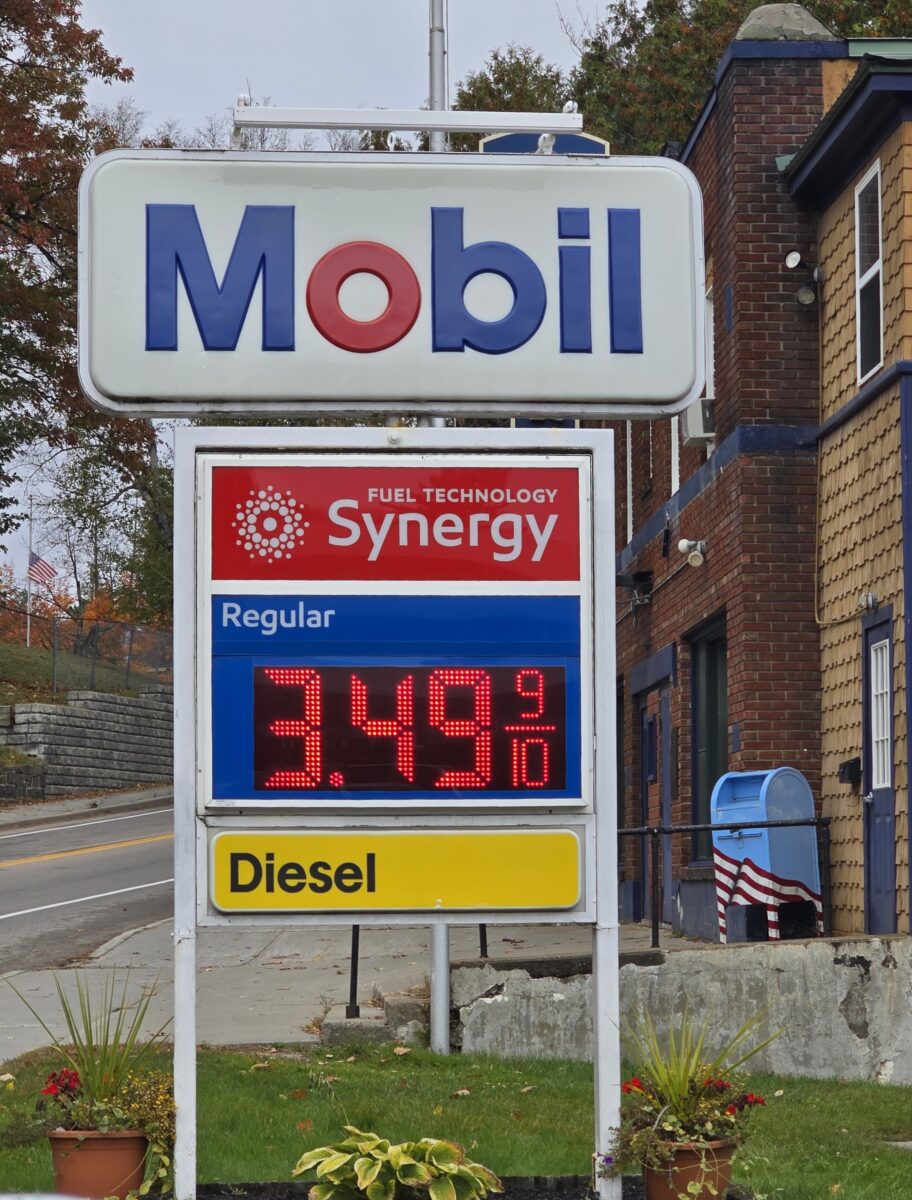 Mobil
FUEL TECHNOLOGY
Synergy
Regular
3.49 9/10
Diesel